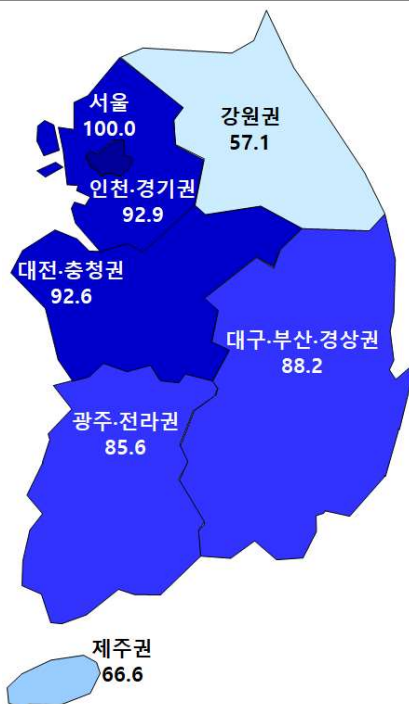 서울
100.0
강원권
57.1
인천·경기권
92.9
대전·충청권
92.6
대구·부산·경상권
88.2
광주·전라권
85.6
제주권
66.6